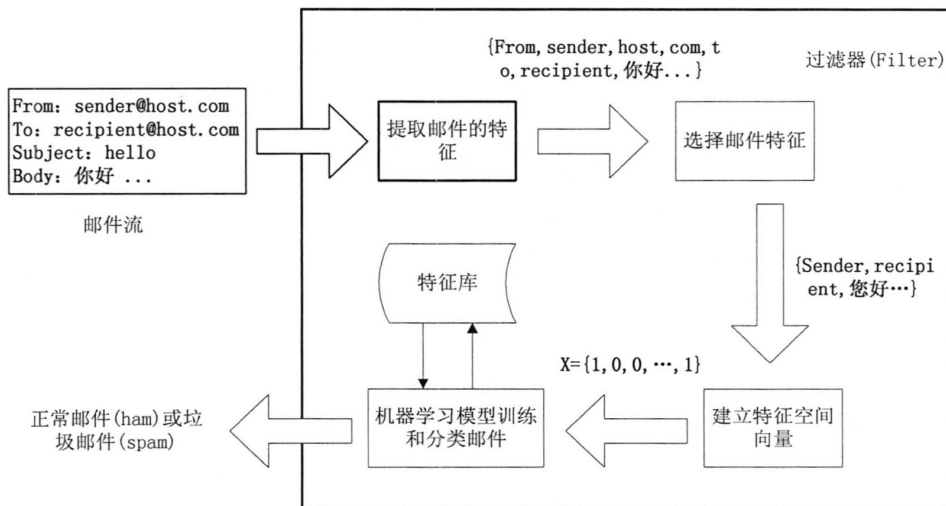 {From,sender,host,com,t
o,recipient,你好...}
过滤器(Filter)
From: sender@host.com
To: recipient@host.com
Subject: hello
Body: 你好 ...
提取邮件的特
征
选择邮件特征
邮件流
特征库
{Sender,recipi
ent,您好…}
X={1,0,0,…,1}
正常邮件(ham)或垃
圾邮件(spam)
机器学习模型训练
和分类邮件
建立特征空间
向量